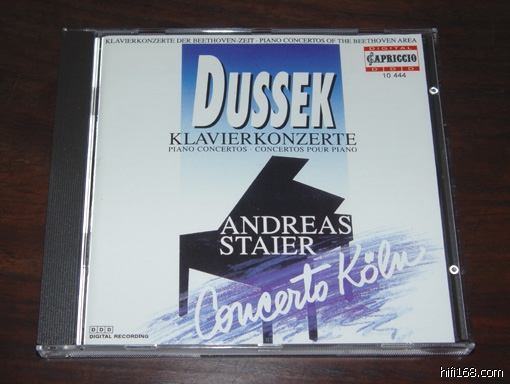 KLAVIERKONZERTE DER BEETHOVEN-ZEIT · PIANO CONCERTOS OF THE BEETHOVEN AREA
DIGITAL
CAPRICCIO
DDD
10 444
DUSSEK
KLAVIERKONZERTE
PIANO CONCERTOS · CONCERTOS POUR PIANO
ANDREAS
STAIER
Concerto Köln
DDD
DIGITAL RECORDING
hifi168.com